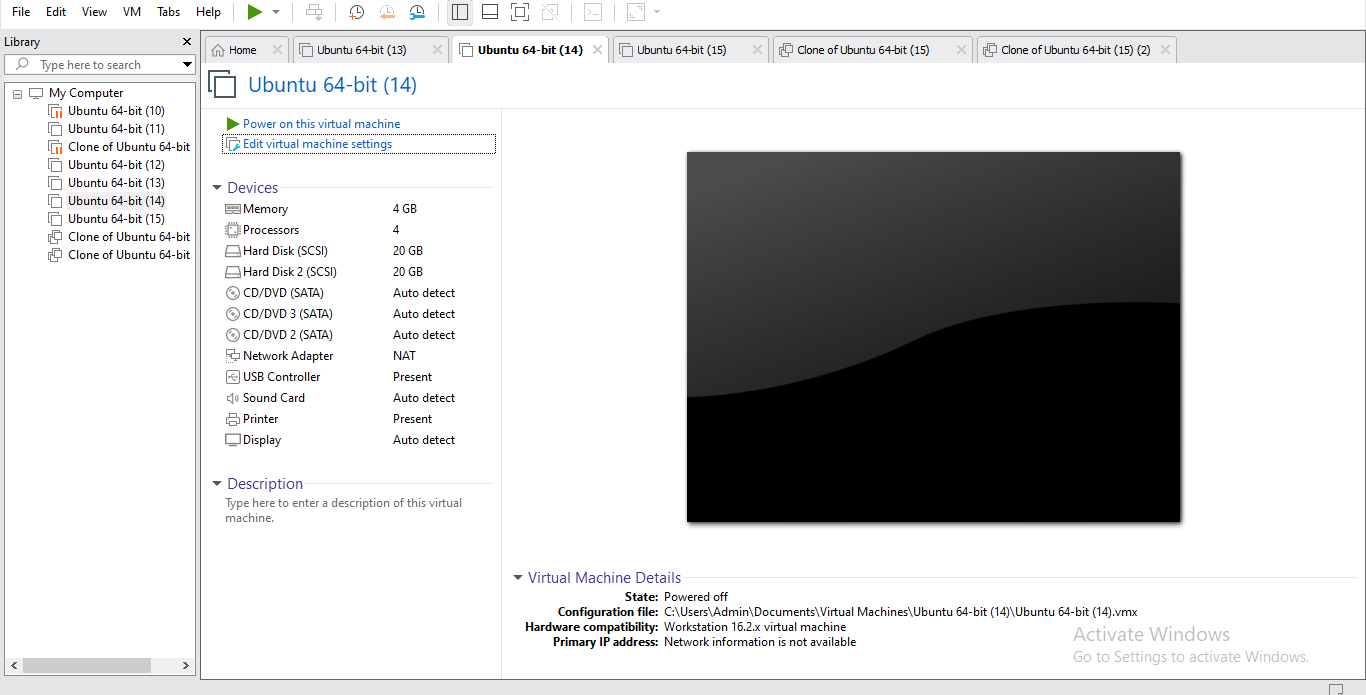 File Edit View VM Tabs Help
Library
Type here to search
My Computer
Ubuntu 64-bit (10)
Ubuntu 64-bit (11)
Clone of Ubuntu 64-bit
Ubuntu 64-bit (12)
Ubuntu 64-bit (13)
Ubuntu 64-bit (14)
Ubuntu 64-bit (15)
Clone of Ubuntu 64-bit
Clone of Ubuntu 64-bit
Home Ubuntu 64-bit (13) Ubuntu 64-bit (14) Ubuntu 64-bit (15) Clone of Ubuntu 64-bit (15) Clone of Ubuntu 64-bit (15) (2)
Ubuntu 64-bit (14)
Power on this virtual machine
Edit virtual machine settings
Devices
Memory 4 GB
Processors 4
Hard Disk (SCSI) 20 GB
Hard Disk 2 (SCSI) 20 GB
CD/DVD (SATA) Auto detect
CD/DVD 3 (SATA) Auto detect
CD/DVD 2 (SATA) Auto detect
Network Adapter NAT
USB Controller Present
Sound Card Auto detect
Printer Present
Display Auto detect
Description
Type here to enter a description of this virtual
machine.
Virtual Machine Details
State: Powered off
Configuration file: C:\Users\Admin\Documents\Virtual Machines\Ubuntu 64-bit (14)\Ubuntu 64-bit (14).vmx
Hardware compatibility: Workstation 16.2.x virtual machine
Primary IP address: Network information is not available
Activate Windows
Go to Settings to activate Windows.